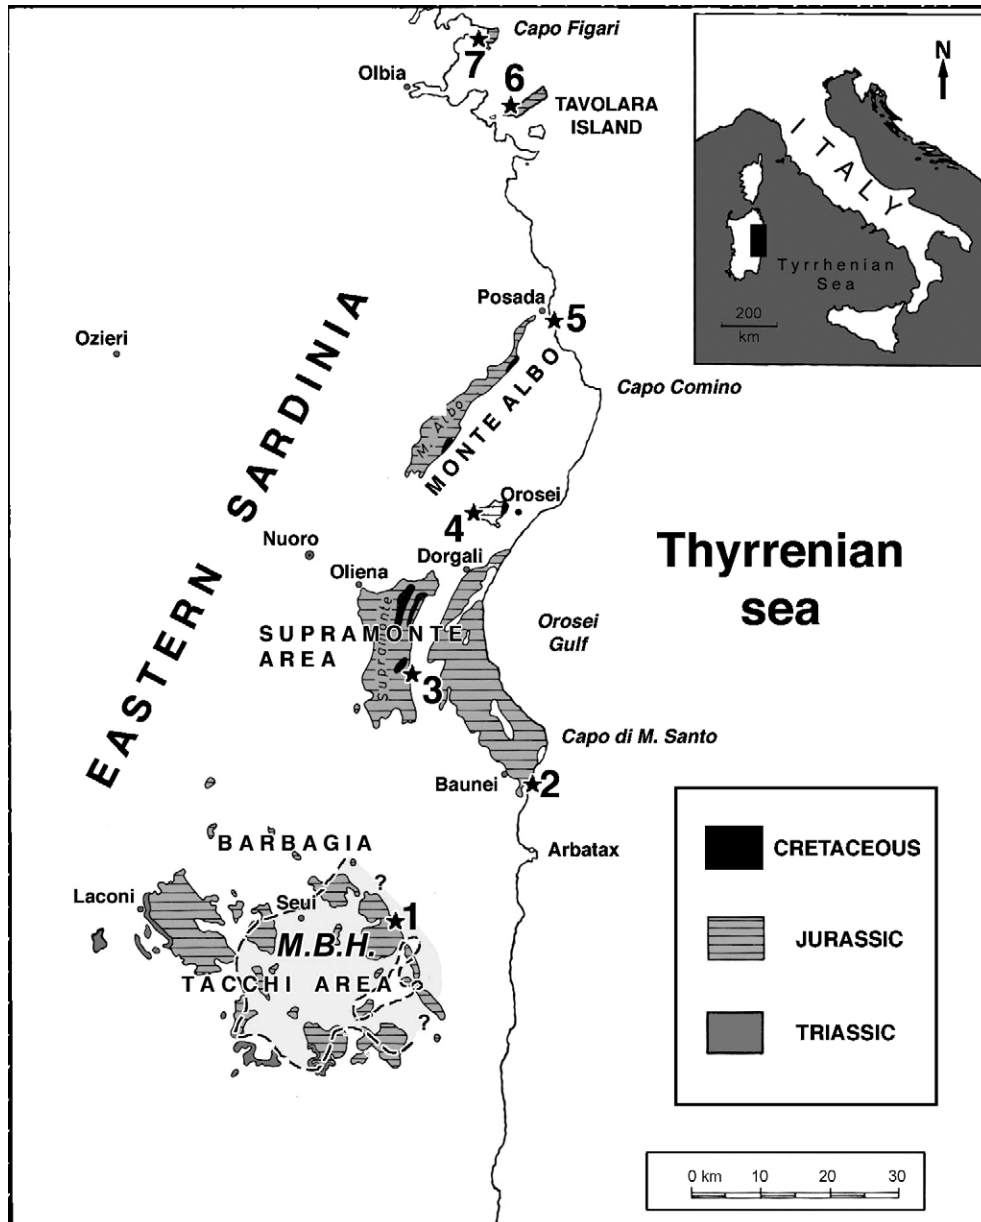 Capo Figari
7
Olbia
6
TAVOLARA
ISLAND
N
ITALY
Tyrrhenian
Sea
200
km
Posada
5
Ozieri
Capo Comino
M. Albo
MONTE ALBO
EASTERN SARDINIA
Orosei
4
Nuoro
Dorgali
Oliena
Thyrrenian
sea
Orosei
Gulf
SUPRAMONTE
AREA
Supramonte
3
Capo di M. Santo
Baunei
2
Arbatax
BARBAGIA
?
Laconi
Seui
1
M.B.H.
TACCHI AREA
?
CRETACEOUS
JURASSIC
TRIASSIC
0 km 10 20 30